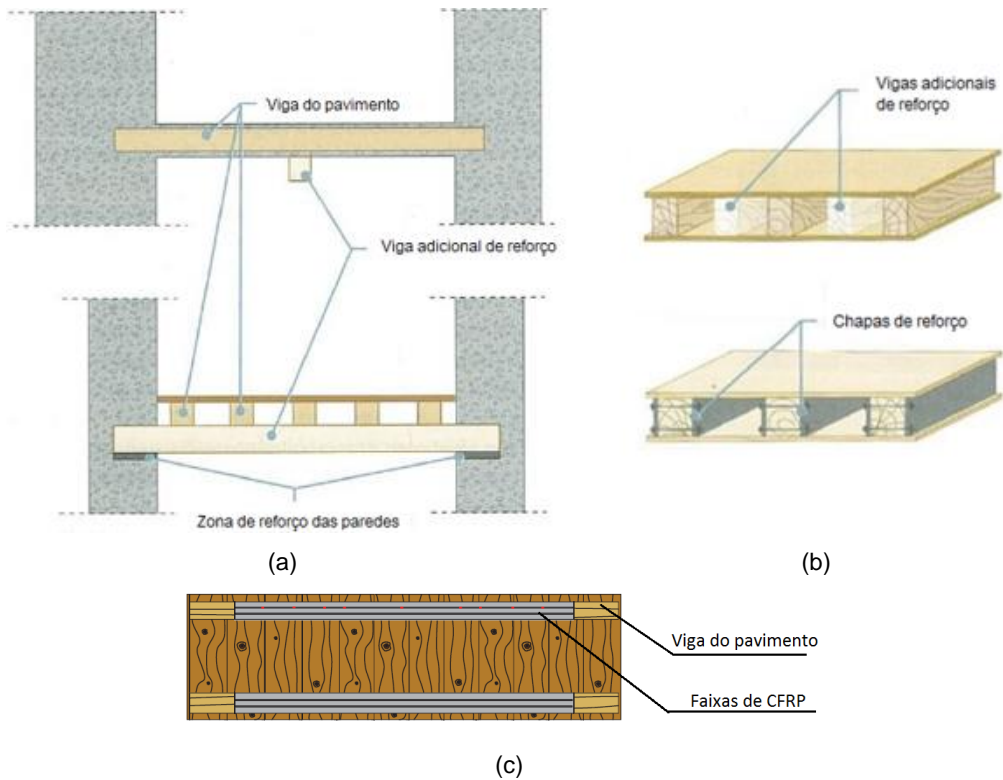 Viga do pavimento
Viga adicional de reforço
Zona de reforço das paredes
(a)
Vigas adicionais
de reforço
Chapas de reforço
(b)
Viga do pavimento
Faixas de CFRP
(c)